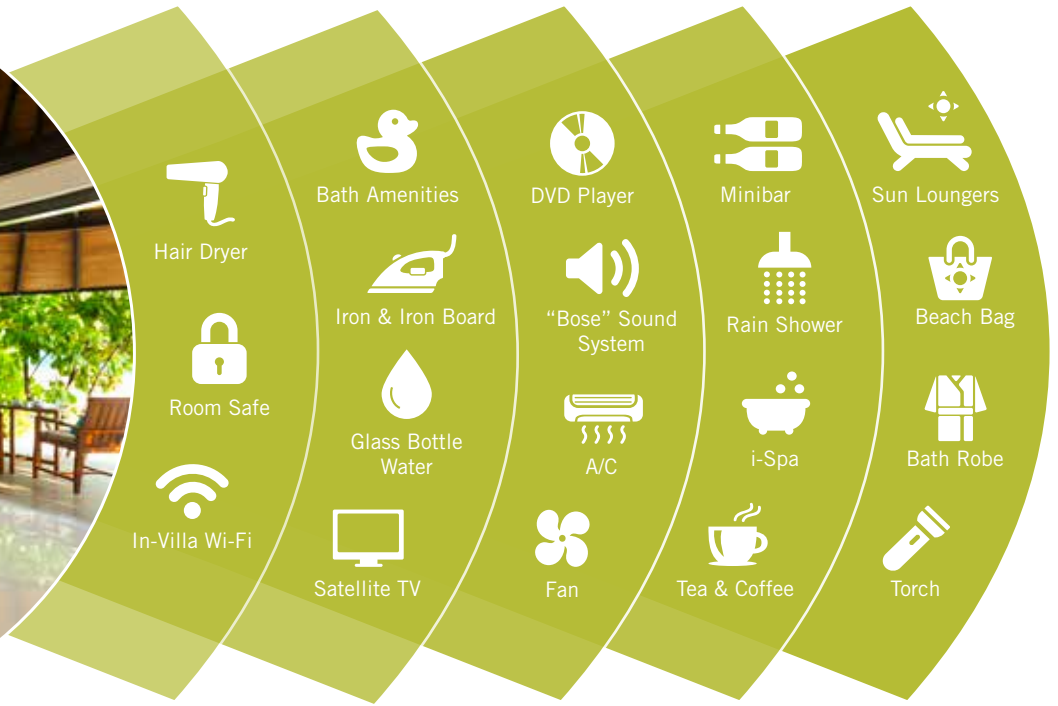 Hair Dryer
Room Safe
In-Villa Wi-Fi
Bath Amenities
Iron & Iron Board
Glass Bottle
Water
Satellite TV
DVD Player
“Bose” Sound
System
A/C
Fan
Minibar
Rain Shower
i-Spa
Tea & Coffee
Sun Loungers
Beach Bag
Bath Robe
Torch